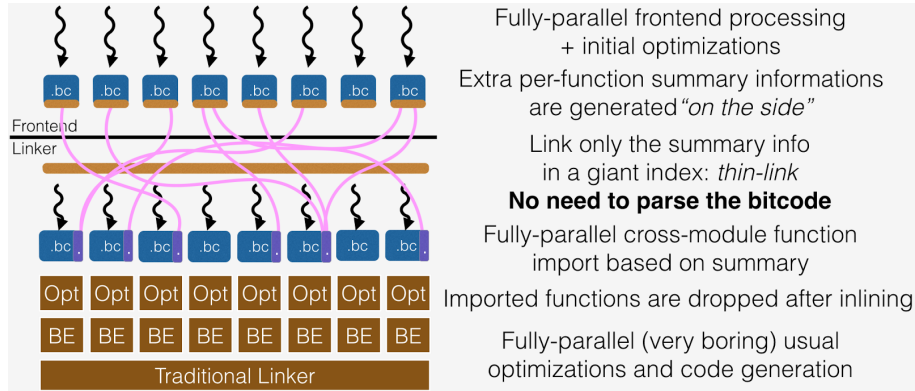 Fully-parallel frontend processing
+ initial optimizations
.bc .bc .bc .bc .bc .bc .bc .bc
Extra per-function summary informations
are generated "on the side"
Frontend
Linker
Link only the summary info
in a giant index: thin-link
No need to parse the bitcode
.bc .bc .bc .bc .bc .bc .bc .bc
Fully-parallel cross-module function
import based on summary
Opt Opt Opt Opt Opt Opt Opt Opt
Imported functions are dropped after inlining
BE BE BE BE BE BE BE BE
Fully-parallel (very boring) usual
optimizations and code generation
Traditional Linker